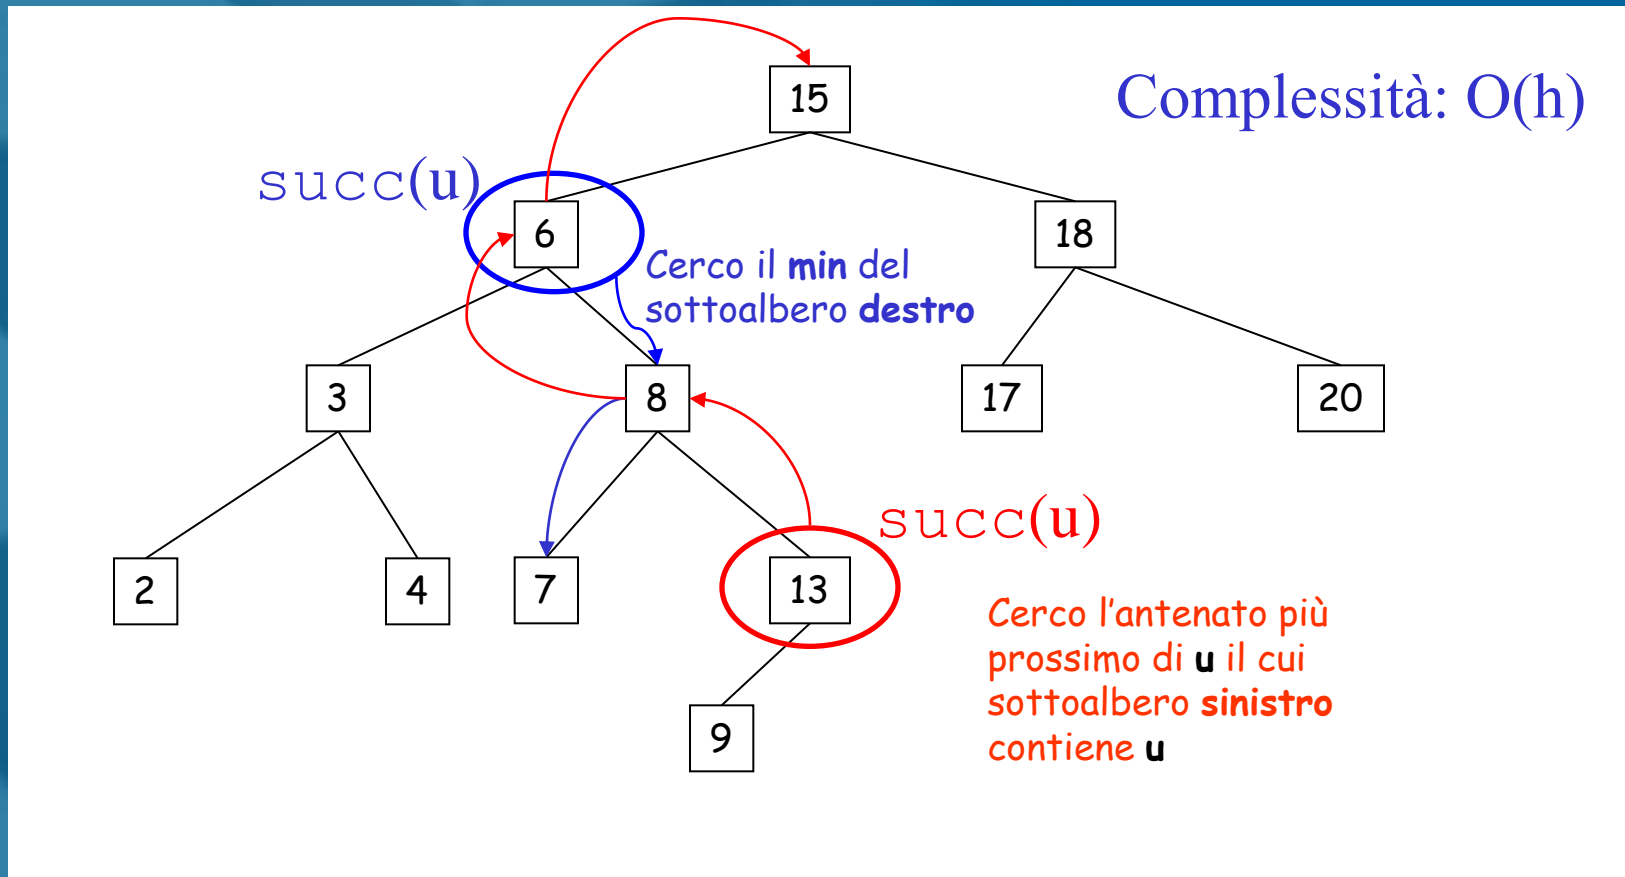 15
Complessità: O(h)
succ(u)
6
18
Cerco il min del
sottoalbero destro
3
8
17
20
succ(u)
2
4
7
13
Cerco l'antenato più
prossimo di u il cui
sottoalbero sinistro
contiene u
9